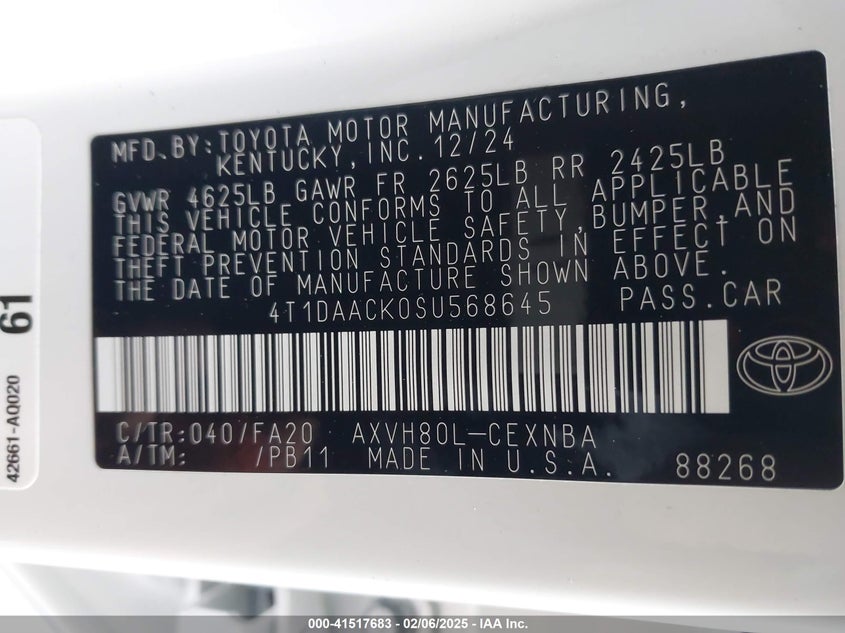 MFD.BY:TOYOTA MOTOR MANUFACTURING,
KENTUCKY,INC.12/24
GVWR 4625LB GAWR FR 2625LB RR 2425LB
THIS VEHICLE CONFORMS TO ALL APPLICABLE
FEDERAL MOTOR VEHICLE SAFETY,BUMPER,AND
THEFT PREVENTION STANDARDS IN EFFECT ON
THE DATE OF MANUFACTURE SHOWN ABOVE.
4T1DAACK0SU568645 PASS.CAR
C/TR:040/FA20 AXVH80L-CEXNBA
A/TM: /PB11 MADE IN U.S.A. 88268
61
42661-AQ020
000-41517683 - 02/06/2025 - IAA Inc.